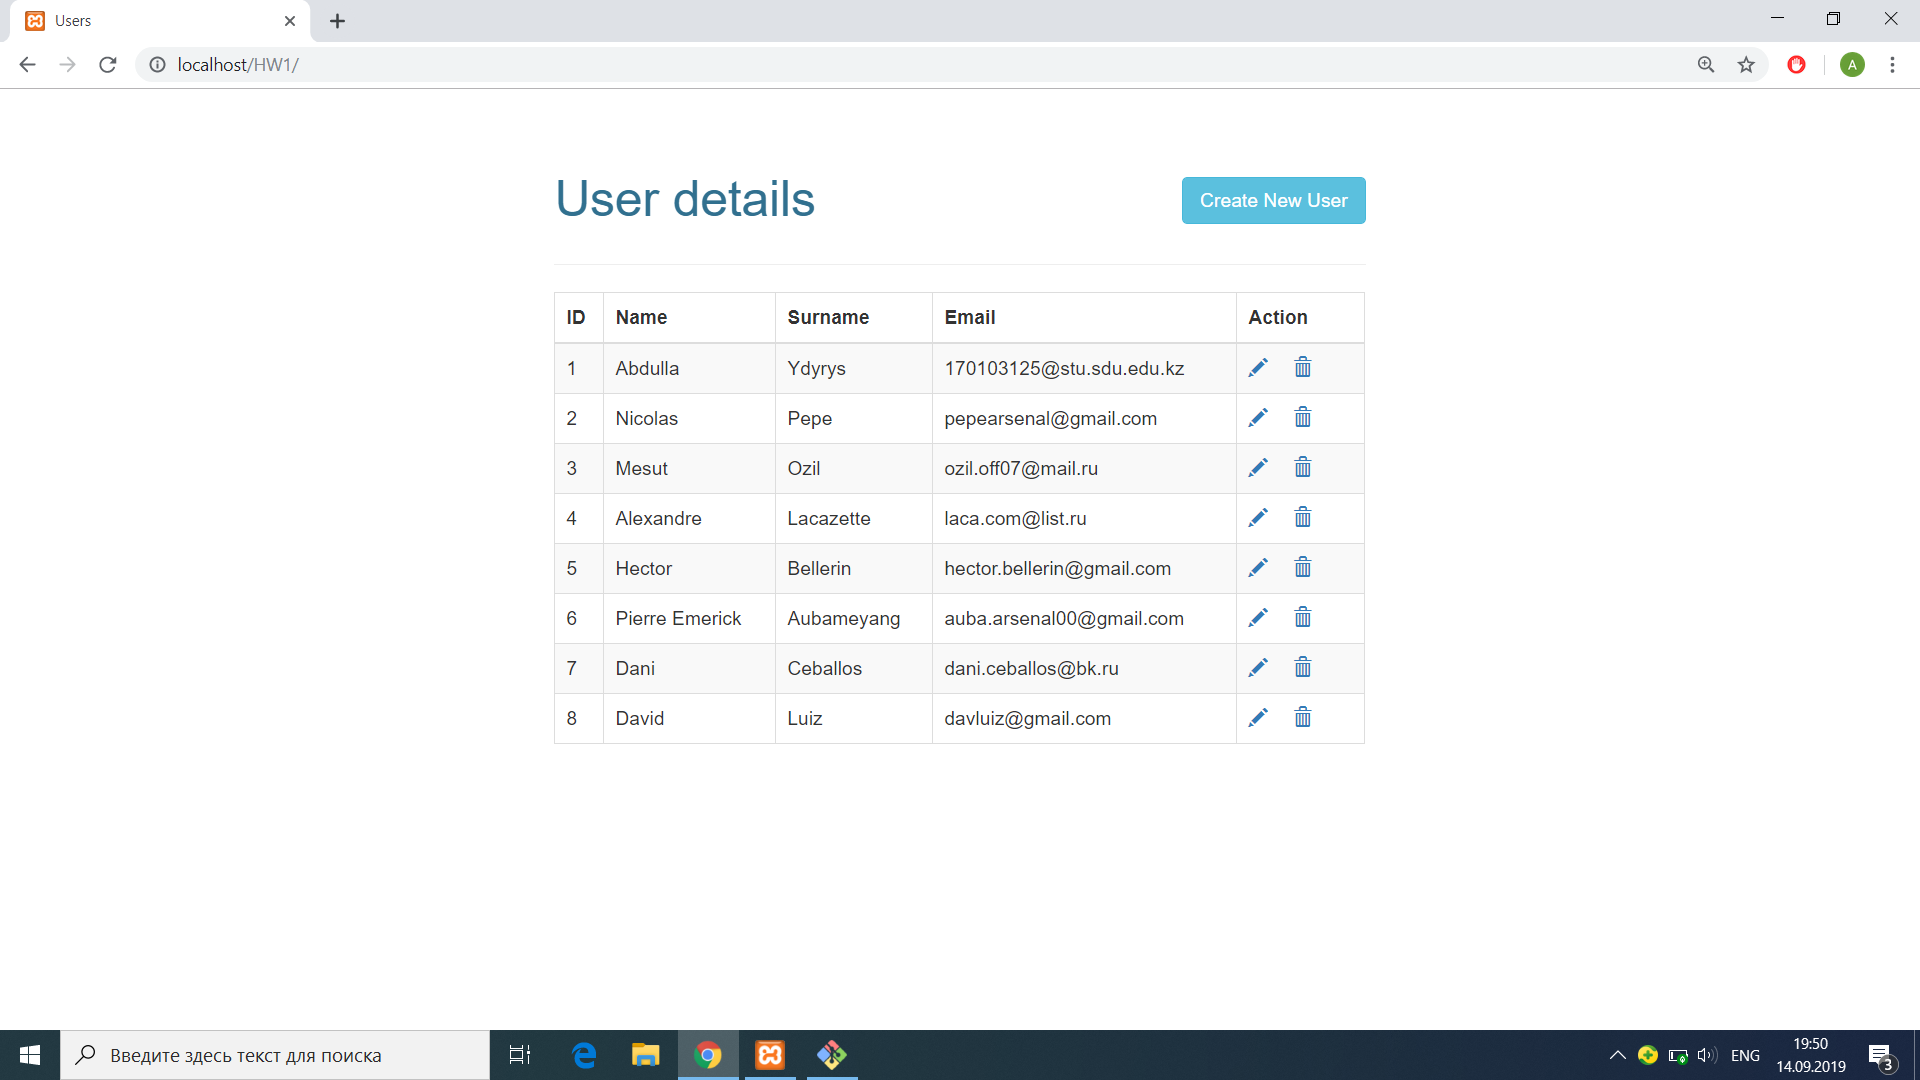 Users
localhost/HW1/
A
User details
Create New User
ID Name Surname Email Action
1 Abdulla Ydyrys 170103125@stu.sdu.edu.kz
2 Nicolas Pepe pepearsenal@gmail.com
3 Mesut Ozil ozil.off07@mail.ru
4 Alexandre Lacazette laca.com@list.ru
5 Hector Bellerin hector.bellerin@gmail.com
6 Pierre Emerick Aubameyang auba.arsenal00@gmail.com
7 Dani Ceballos dani.ceballos@bk.ru
8 David Luiz davluiz@gmail.com
Введите здесь текст для поиска
ENG
19:50
14.09.2019
3